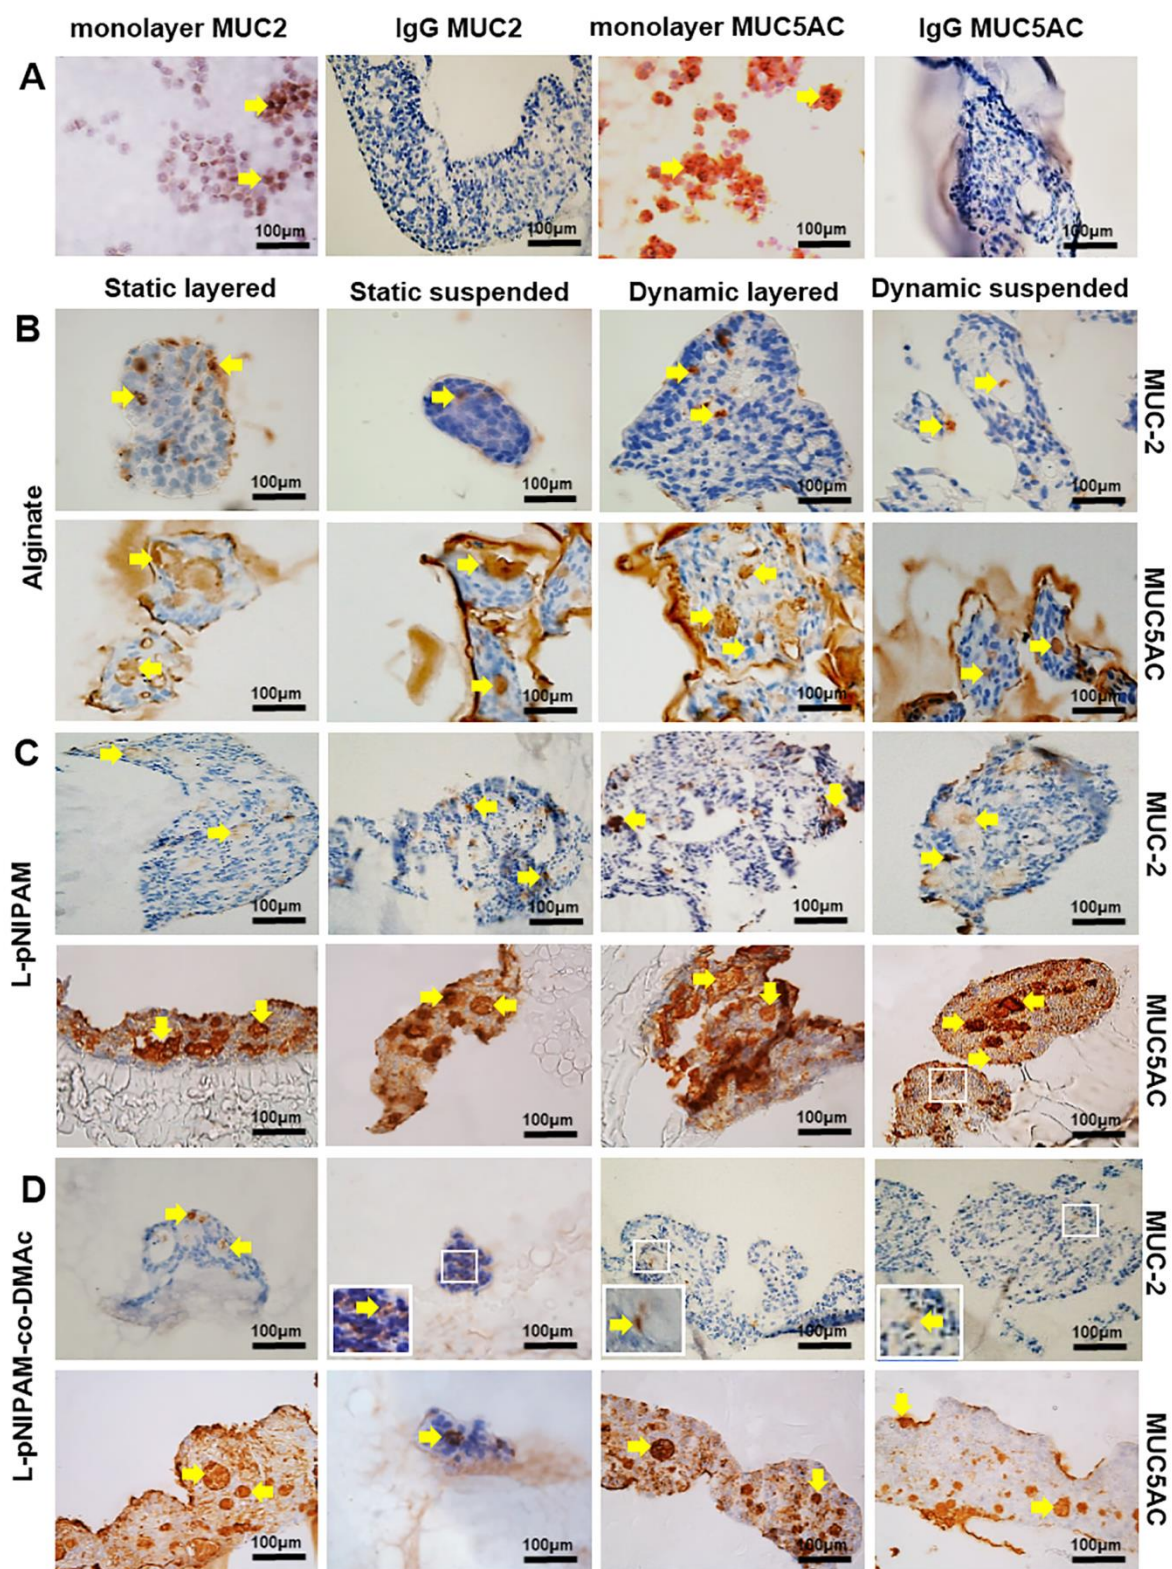 monolayer MUC2 IgG MUC2 monolayer MUC5AC IgG MUC5AC
A
100µm 100µm 100µm 100µm
Static layered Static suspended Dynamic layered Dynamic suspended
B
Alginate
100µm 100µm 100µm 100µm
MUC-2
100µm 100µm 100µm 100µm
MUC5AC
C
L-pNIPAM
100µm 100µm 100µm 100µm
MUC-2
100µm 100µm 100µm 100µm
MUC5AC
D
L-pNIPAM-co-DMAc
100µm 100µm 100µm 100µm
MUC-2
100µm 100µm 100µm 100µm
MUC5AC